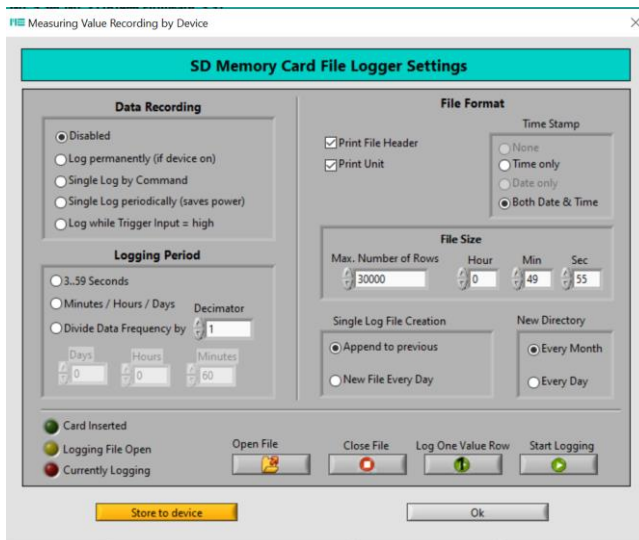 Measuring Value Recording by Device
SD Memory Card File Logger Settings
Data Recording
Disabled
Log permanently (if device on)
Single Log by Command
Single Log periodically (saves power)
Log while Trigger Input = high
Logging Period
3..59 Seconds
Minutes / Hours / Days
Decimator
Divide Data Frequency by
1
Days
Hours
Minutes
0
0
60
File Format
Print File Header
Print Unit
Time Stamp
None
Time only
Date only
Both Date & Time
File Size
Max. Number of Rows
Hour
Min
Sec
30000
0
49
55
Single Log File Creation
Append to previous
New File Every Day
New Directory
Every Month
Every Day
Card Inserted
Logging File Open
Currently Logging
Open File
Close File
Log One Value Row
Start Logging
Store to device
Ok